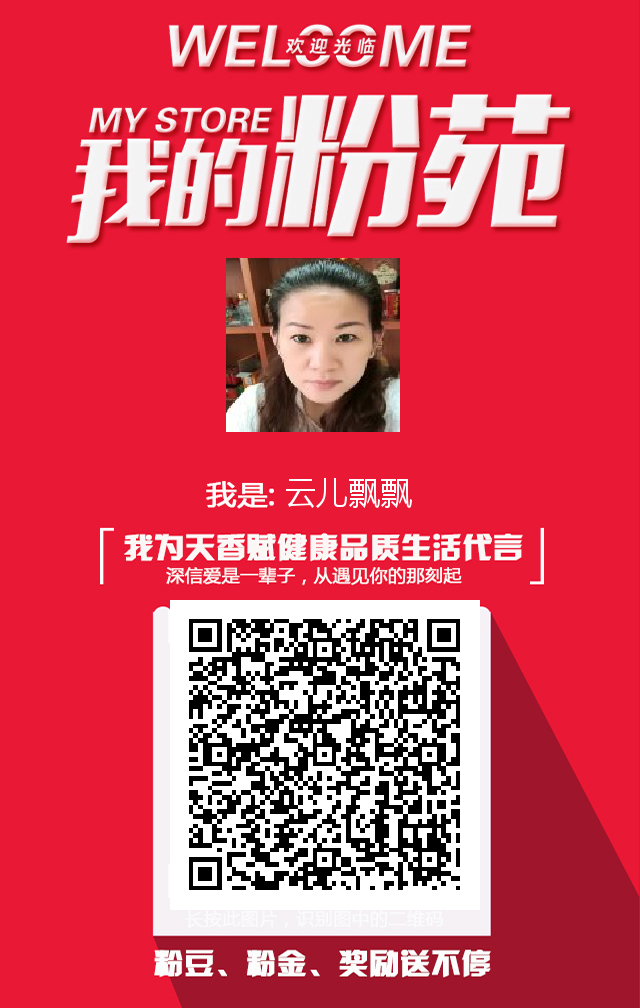 WELCOME
欢迎光临
MY STORE
我的粉苑
我是: 云儿飘飘
我为天香赋健康品质生活代言
深信爱是一辈子，从遇见你的那刻起
长按此图片，识别图中的二维码
粉豆、粉金、奖励送不停